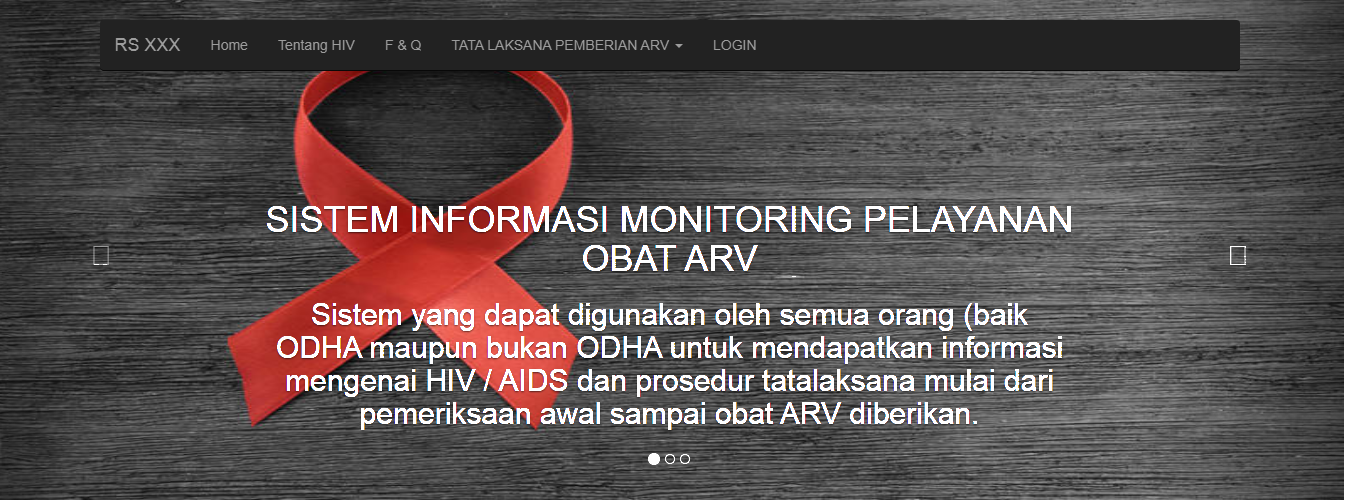 RS XXX Home Tentang HIV F & Q TATA LAKSANA PEMBERIAN ARV LOGIN
SISTEM INFORMASI MONITORING PELAYANAN
OBAT ARV
Sistem yang dapat digunakan oleh semua orang (baik
ODHA maupun bukan ODHA untuk mendapatkan informasi
mengenai HIV / AIDS dan prosedur tatalaksana mulai dari
pemeriksaan awal sampai obat ARV diberikan.